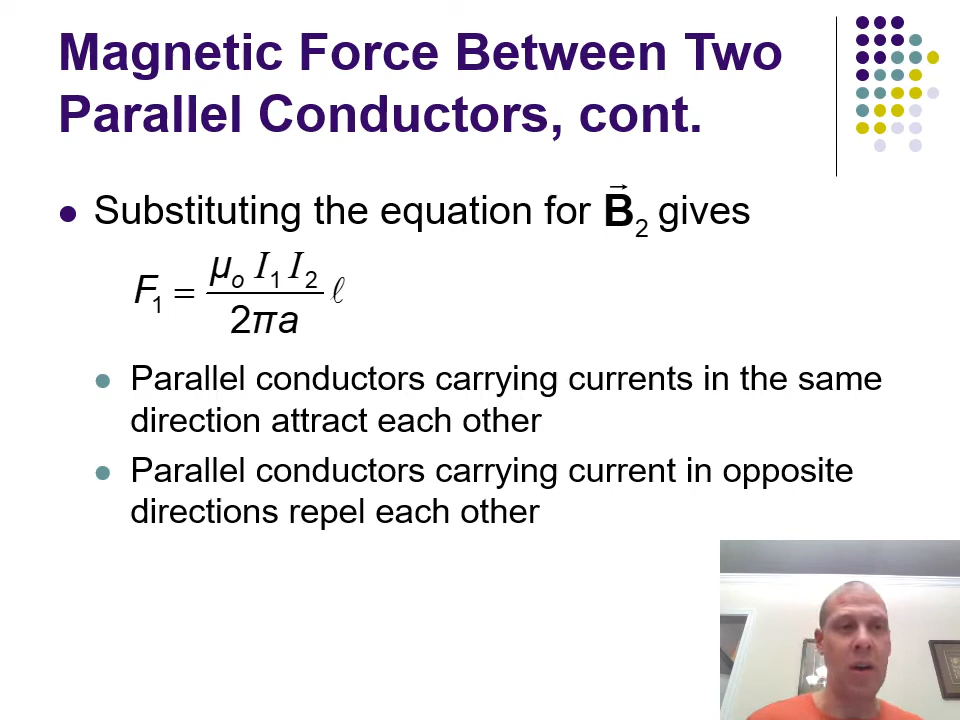 Magnetic Force Between Two
Parallel Conductors, cont.
Substituting the equation for B⃗₂ gives
F₁ = μₒ I₁ I₂ / 2πa ℓ
Parallel conductors carrying currents in the same
direction attract each other
Parallel conductors carrying current in opposite
directions repel each other